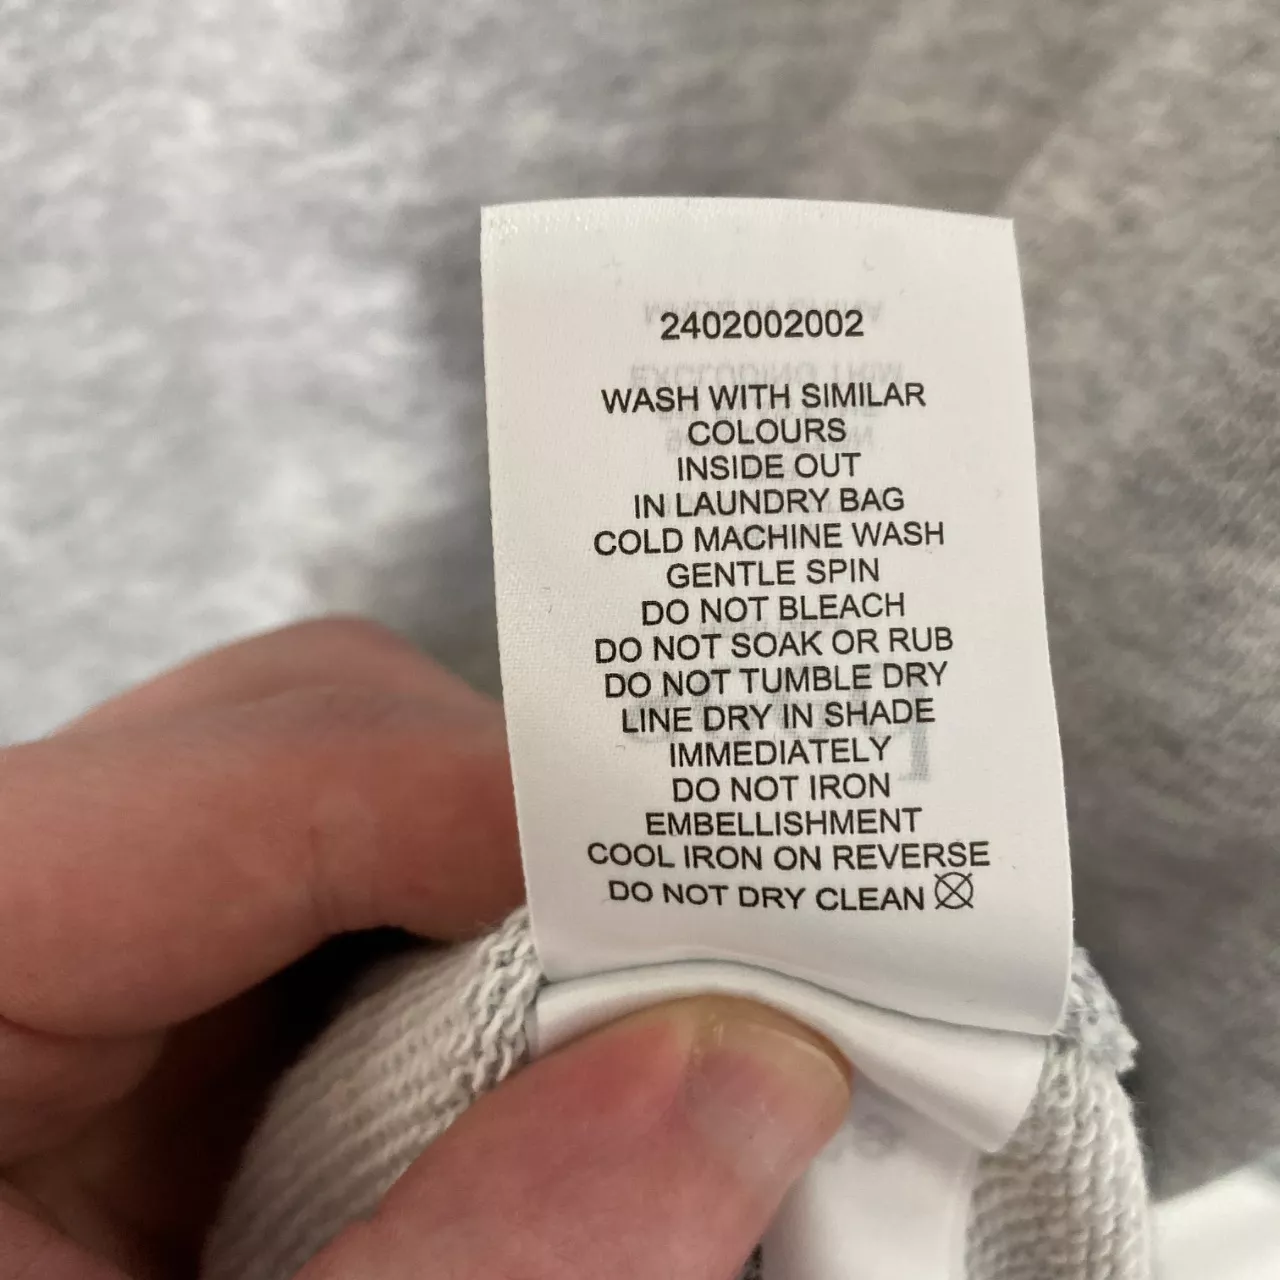 2402002002
WASH WITH SIMILAR
COLOURS
INSIDE OUT
IN LAUNDRY BAG
COLD MACHINE WASH
GENTLE SPIN
DO NOT BLEACH
DO NOT SOAK OR RUB
DO NOT TUMBLE DRY
LINE DRY IN SHADE
IMMEDIATELY
DO NOT IRON
EMBELLISHMENT
COOL IRON ON REVERSE
DO NOT DRY CLEAN